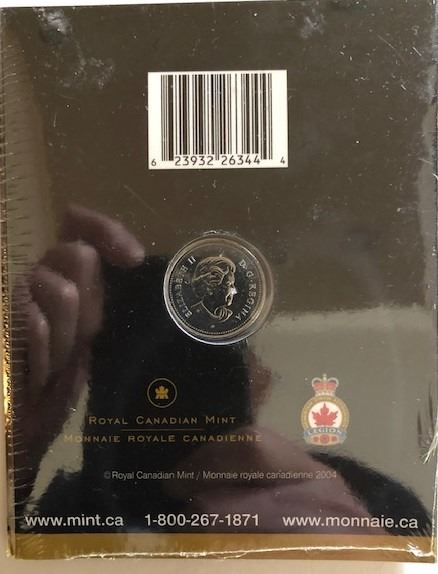 6 23932 26344 4
ELIZABETH II D·G·REGINA
ROYAL CANADIAN MINT
MONNAIE ROYALE CANADIENNE
LEGION
© Royal Canadian Mint / Monnaie royale canadienne 2004
www.mint.ca 1-800-267-1871 www.monnaie.ca